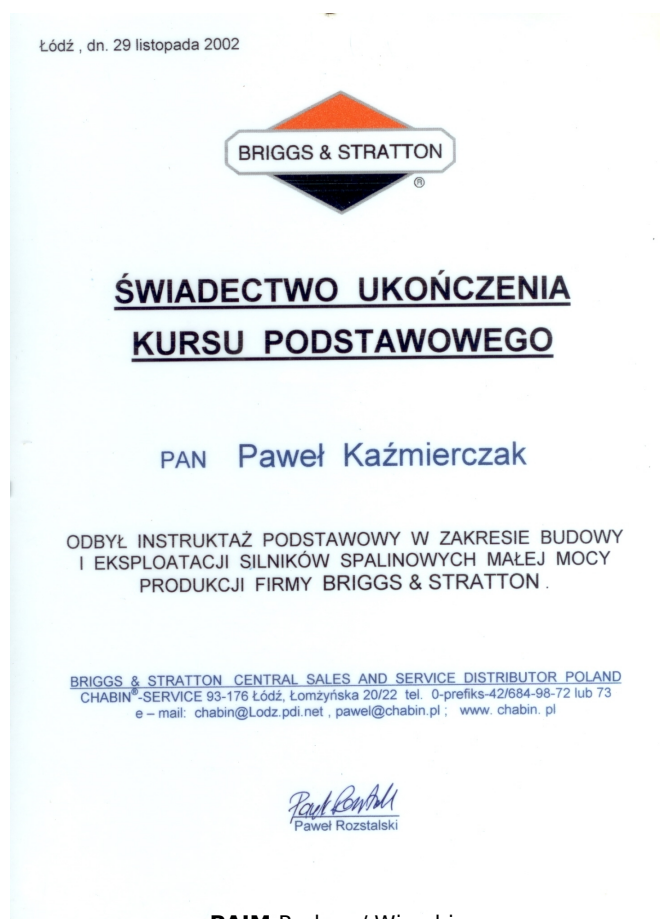 Łódź , dn. 29 listopada 2002
BRIGGS & STRATTON
®
ŚWIADECTWO UKOŃCZENIA
KURSU PODSTAWOWEGO
PAN Paweł Kaźmierczak
ODBYŁ INSTRUKTAŻ PODSTAWOWY W ZAKRESIE BUDOWY
I EKSPLOATACJI SILNIKÓW SPALINOWYCH MAŁEJ MOCY
PRODUKCJI FIRMY BRIGGS & STRATTON .
BRIGGS & STRATTON CENTRAL SALES AND SERVICE DISTRIBUTOR POLAND
CHABIN®-SERVICE 93-176 Łódź, Łomżyńska 20/22 tel. 0-prefiks-42/684-98-72 lub 73
e – mail: chabin@Lodz.pdi.net , pawel@chabin.pl ; www. chabin. pl
Paweł Rozstalski